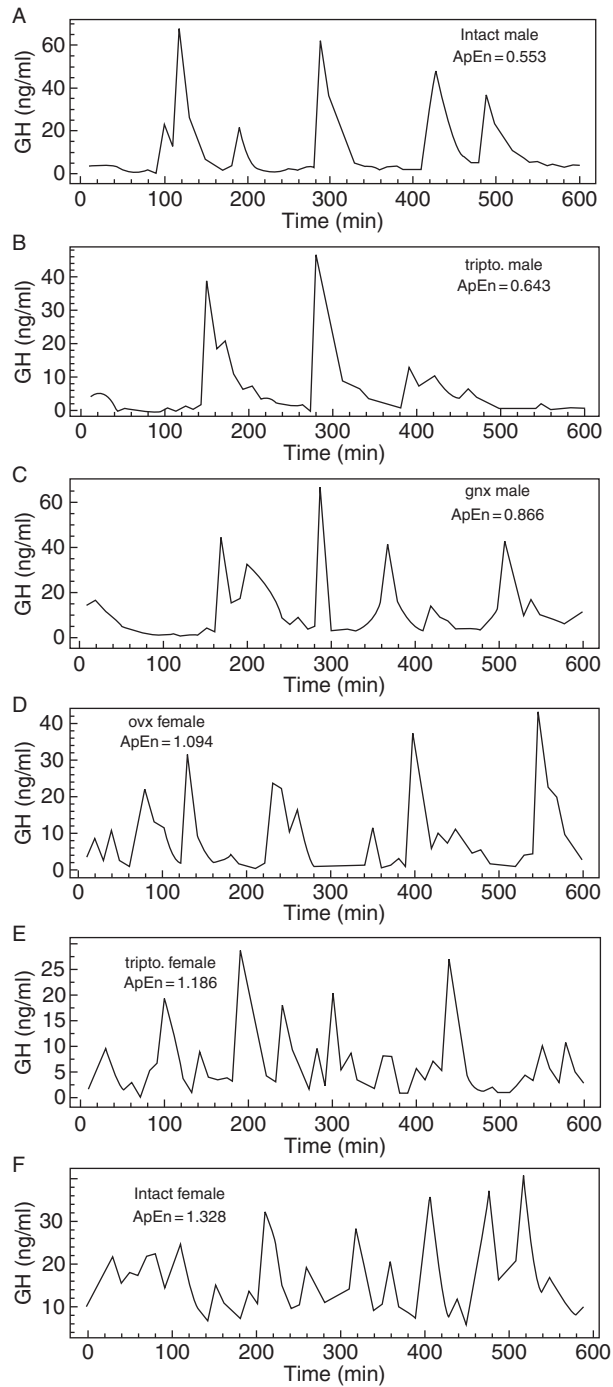 A
Intact male
ApEn = 0.553
GH (ng/ml)
60
40
20
0
0 100 200 300 400 500 600
Time (min)
B
tripto. male
ApEn = 0.643
GH (ng/ml)
40
30
20
10
0
0 100 200 300 400 500 600
Time (min)
C
gnx male
ApEn = 0.866
GH (ng/ml)
60
40
20
0
0 100 200 300 400 500 600
Time (min)
D
ovx female
ApEn = 1.094
GH (ng/ml)
40
30
20
10
0
0 100 200 300 400 500 600
Time (min)
E
tripto. female
ApEn = 1.186
GH (ng/ml)
25
20
15
10
5
0
0 100 200 300 400 500 600
Time (min)
F
Intact female
ApEn = 1.328
GH (ng/ml)
30
20
10
0 100 200 300 400 500 600
Time (min)